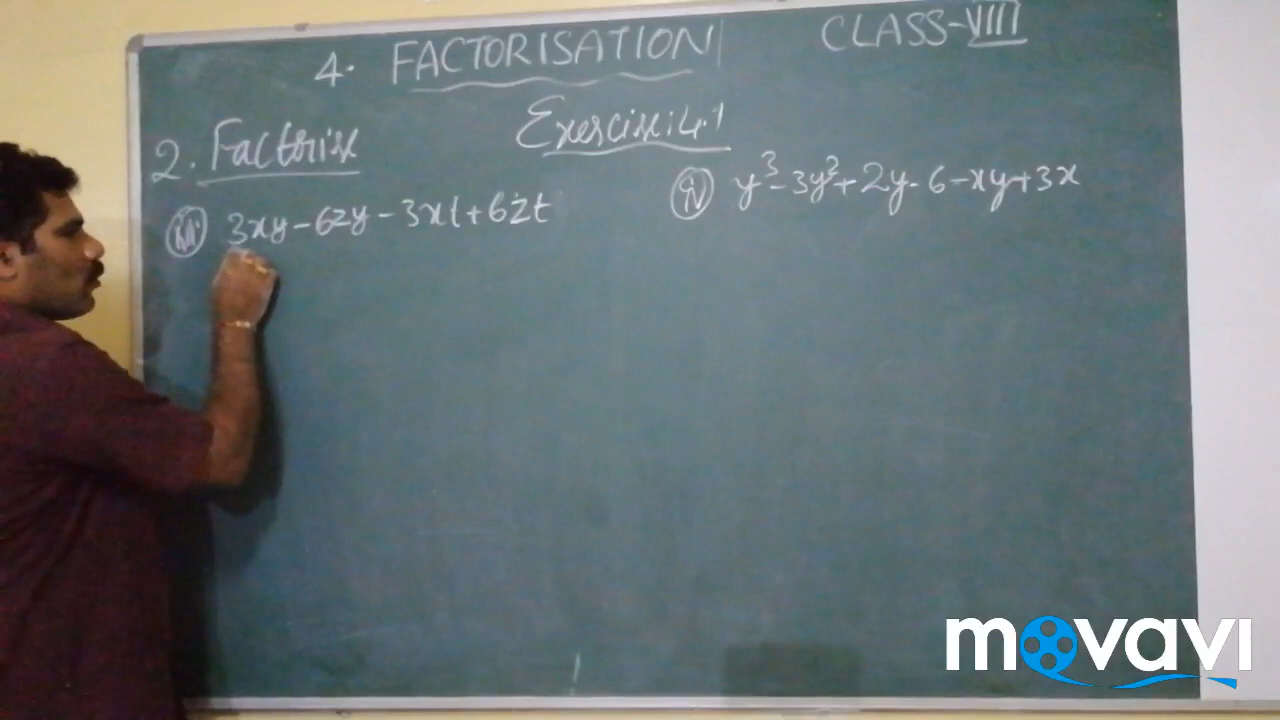 4. FACTORISATION CLASS-VIII
Exercise:4.1
2. Factorise
(iii) 3xy-6zy-3xt+6zt
(iv) y³-3y²+2y-6-xy+3x
movavi